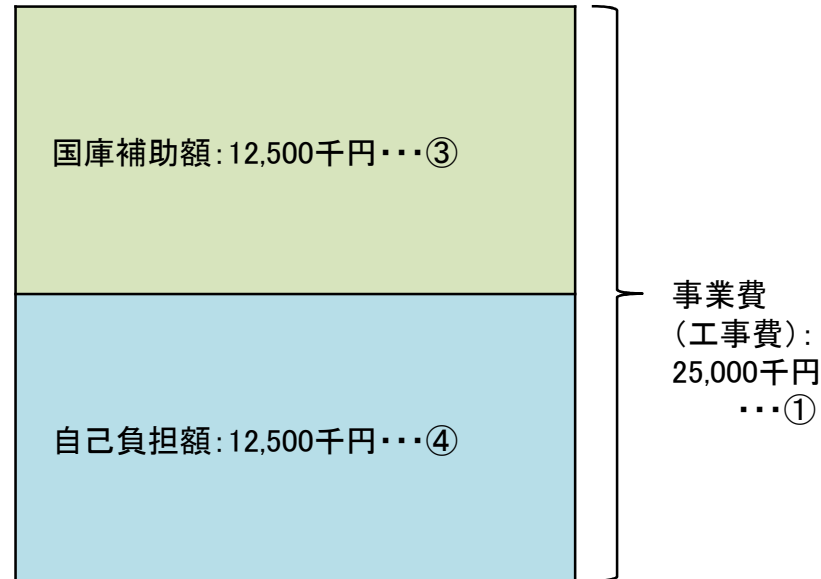 国庫補助額:12,500千円・・・③
事業費
(工事費):
25,000千円
・・・①
自己負担額:12,500千円・・・④